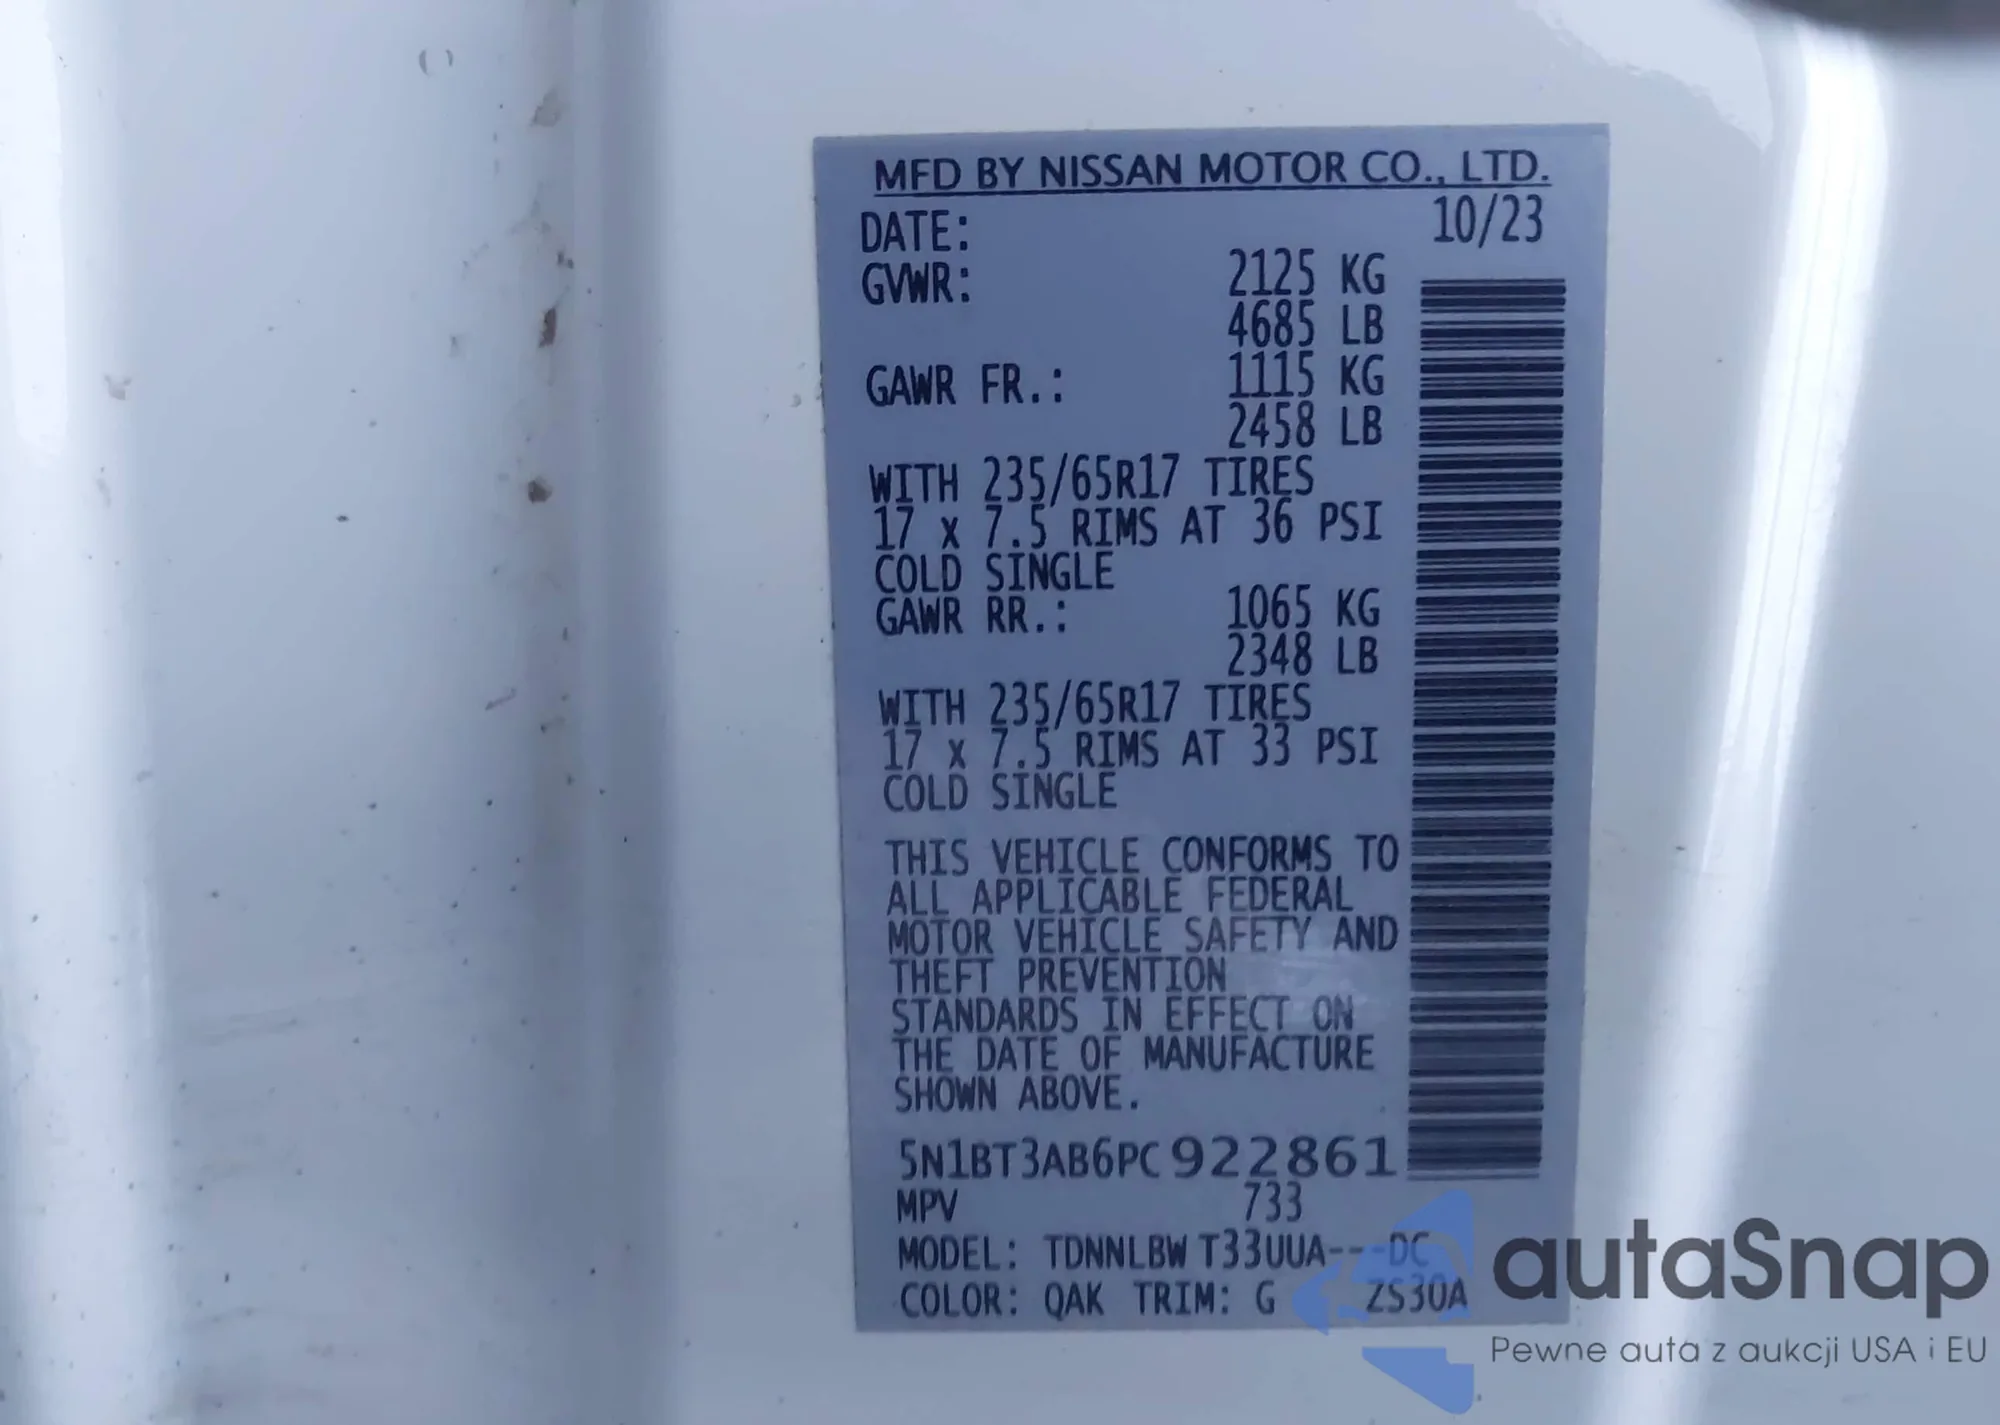 MFD BY NISSAN MOTOR CO., LTD.
DATE: 10/23
GVWR: 2125 KG
4685 LB
GAWR FR.: 1115 KG
2458 LB
WITH 235/65R17 TIRES
17 x 7.5 RIMS AT 36 PSI
COLD SINGLE
GAWR RR.: 1065 KG
2348 LB
WITH 235/65R17 TIRES
17 x 7.5 RIMS AT 33 PSI
COLD SINGLE
THIS VEHICLE CONFORMS TO
ALL APPLICABLE FEDERAL
MOTOR VEHICLE SAFETY AND
THEFT PREVENTION
STANDARDS IN EFFECT ON
THE DATE OF MANUFACTURE
SHOWN ABOVE.
5N1BT3AB6PC922861
MPV 733
MODEL: TDNNLBW T33UUA---DC
COLOR: QAK TRIM: G ZS30A
autaSnap
Pewne auta z aukcji USA i EU